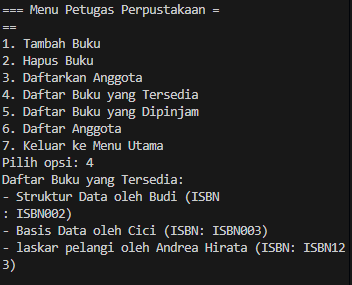 === Menu Petugas Perpustakaan =
==
1. Tambah Buku
2. Hapus Buku
3. Daftarkan Anggota
4. Daftar Buku yang Tersedia
5. Daftar Buku yang Dipinjam
6. Daftar Anggota
7. Keluar ke Menu Utama
Pilih opsi: 4
Daftar Buku yang Tersedia:
- Struktur Data oleh Budi (ISBN
: ISBN002)
- Basis Data oleh Cici (ISBN: ISBN003)
- laskar pelangi oleh Andrea Hirata (ISBN: ISBN12
3)